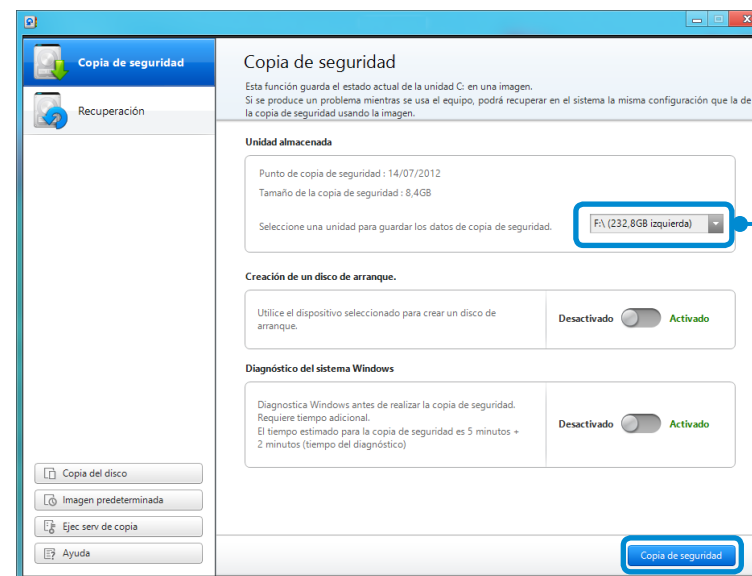 Copia de seguridad
Recuperación
Copia del disco
Imagen predeterminada
Ejec serv de copia
Ayuda
Copia de seguridad
Esta función guarda el estado actual de la unidad C: en una imagen.
Si se produce un problema mientras se usa el equipo, podrá recuperar en el sistema la misma configuración que la de
la copia de seguridad usando la imagen.
Unidad almacenada
Punto de copia de seguridad : 14/07/2012
Tamaño de la copia de seguridad : 8,4GB
Seleccione una unidad para guardar los datos de copia de seguridad.
F:\ (232,8GB izquierda)
Creación de un disco de arranque.
Utilice el dispositivo seleccionado para crear un disco de
arranque.
Desactivado Activado
Diagnóstico del sistema Windows
Diagnostica Windows antes de realizar la copia de seguridad.
Requiere tiempo adicional.
El tiempo estimado para la copia de seguridad es 5 minutos +
2 minutos (tiempo del diagnóstico)
Desactivado Activado
Copia de seguridad